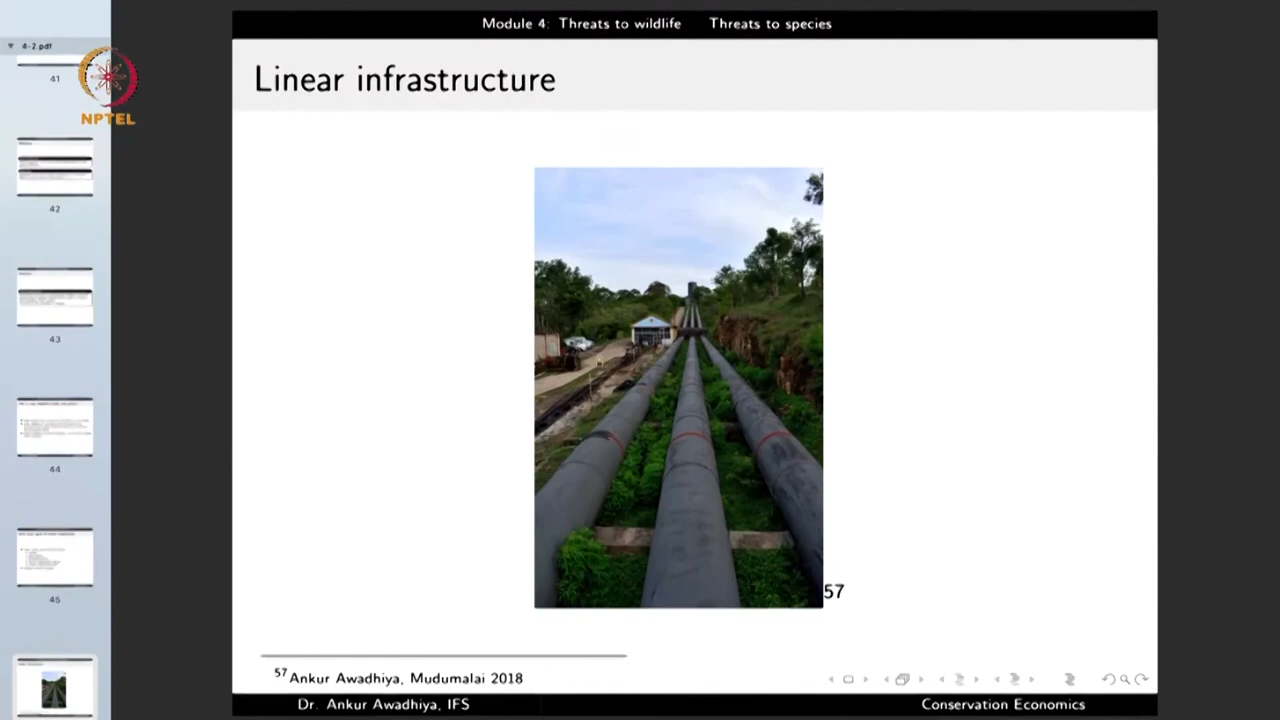 Module 4: Threats to wildlife Threats to species
4-2.pdf
41
NPTEL
Linear infrastructure
42
43
44
45
57
57 Ankur Awadhiya, Mudumalai 2018
Dr. Ankur Awadhiya, IFS Conservation Economics